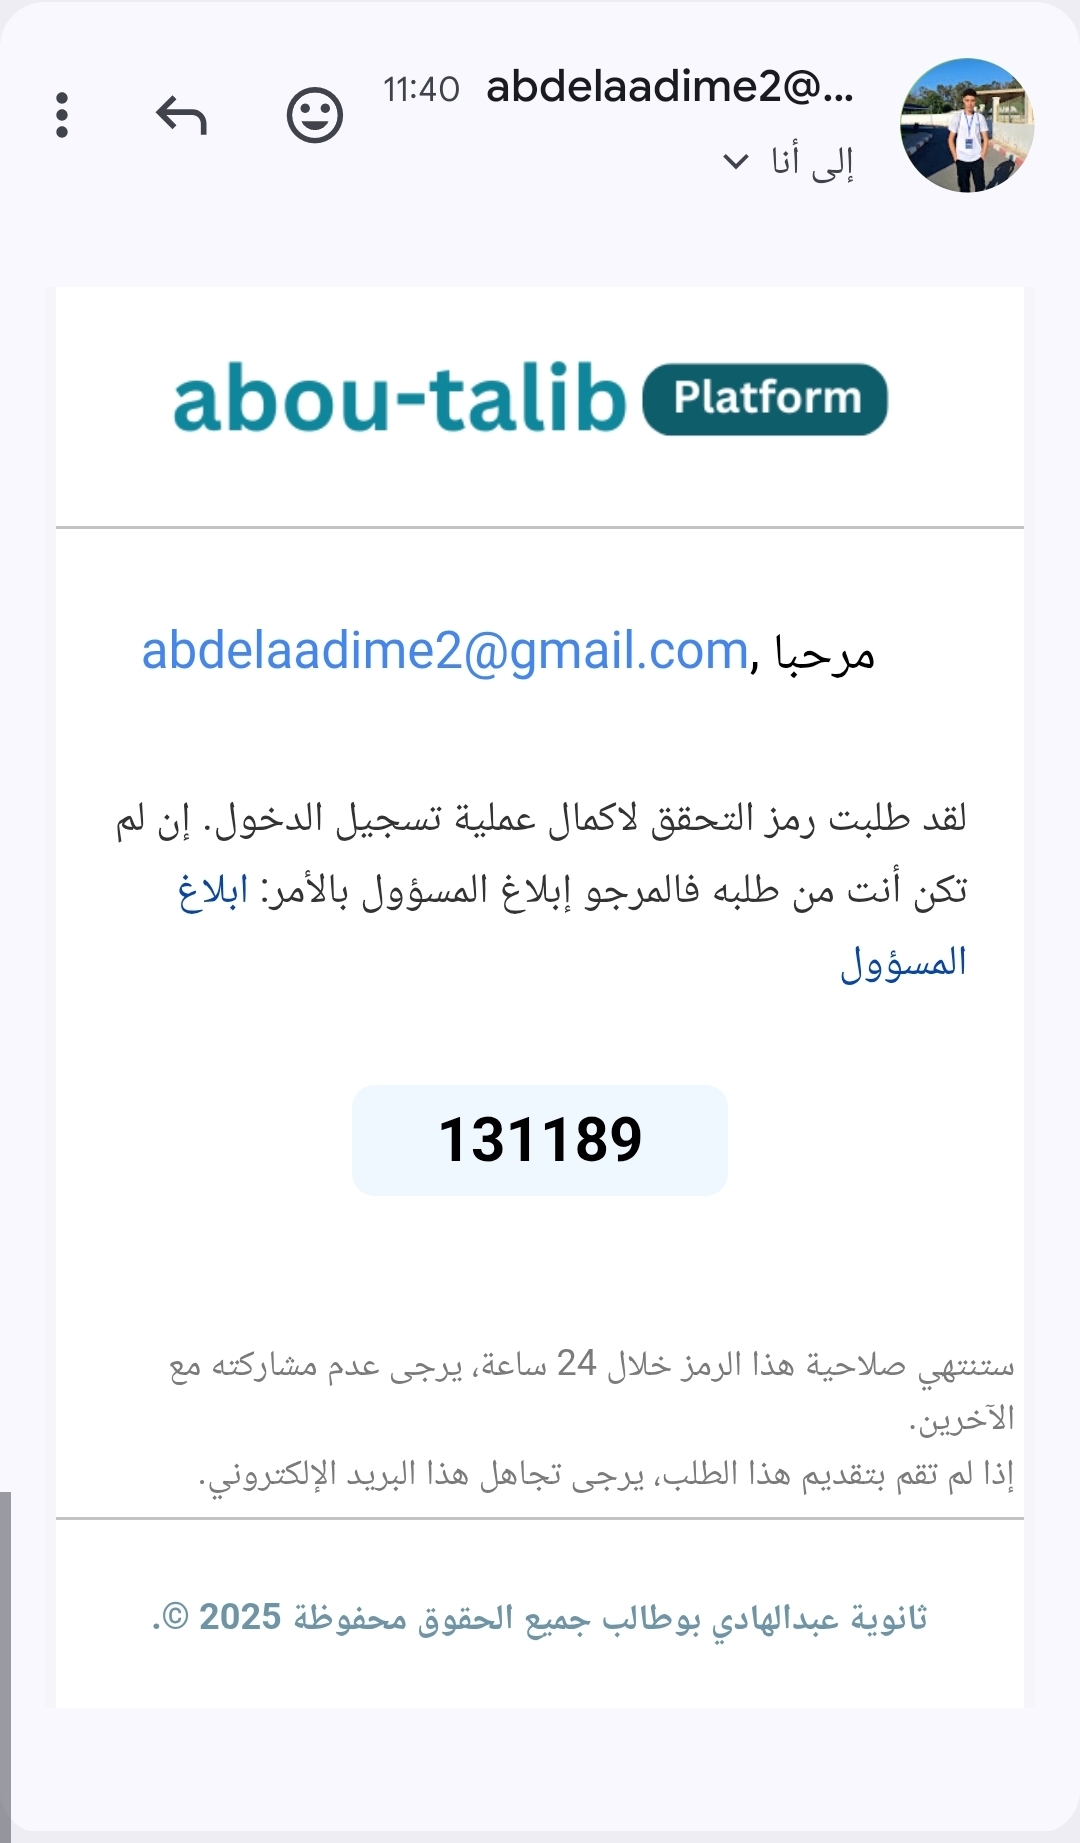 abdelaadime2@... 11:40
إلى أنا
abou-talib Platform
مرحبا ,abdelaadime2@gmail.com
لقد طلبت رمز التحقق لاكمال عملية تسجيل الدخول. إن لم
تكن أنت من طلبه فالمرجو إبلاغ المسؤول بالأمر: ابلاغ
المسؤول
131189
ستنتهي صلاحية هذا الرمز خلال 24 ساعة، يرجى عدم مشاركته مع
الآخرين.
إذا لم تقم بتقديم هذا الطلب، يرجى تجاهل هذا البريد الإلكتروني.
ثانوية عبدالهادي بوطالب جميع الحقوق محفوظة 2025 ©.